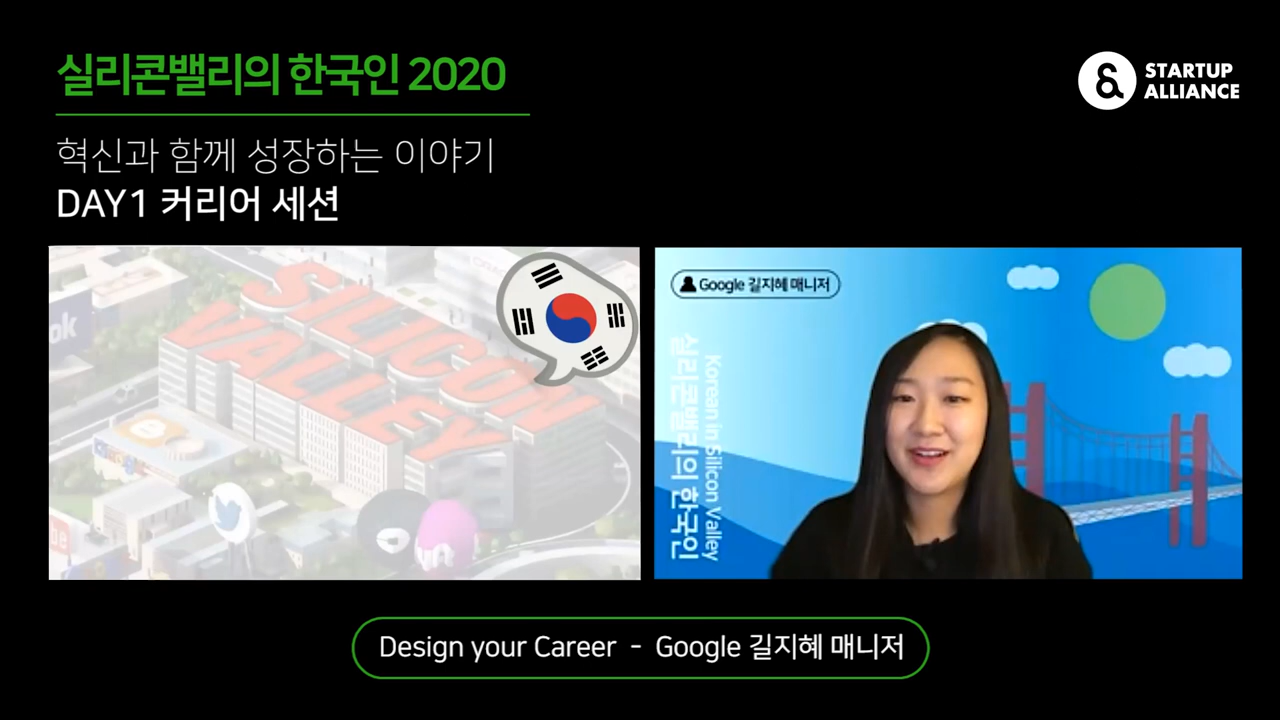 실리콘밸리의 한국인 2020
STARTUP
ALLIANCE
혁신과 함께 성장하는 이야기
DAY1 커리어 세션
SILICON
VALLEY
Google
Google 길지혜 매니저
Korean in Silicon Valley
실리콘밸리의 한국인
Design your Career - Google 길지혜 매니저